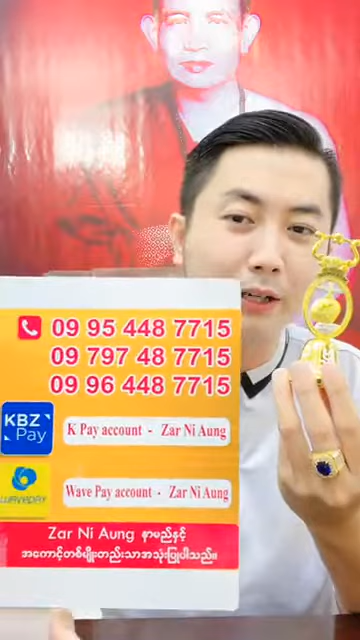 09 95 448 7715
09 797 48 7715
09 96 448 7715
KBZ
Pay
K Pay account - Zar Ni Aung
WAVEPAY
Wave Pay account - Zar Ni Aung
Zar Ni Aung နာမည်နှင့်
အကောင့်တစ်မျိုးတည်းသာအသုံးပြုပါသည်။